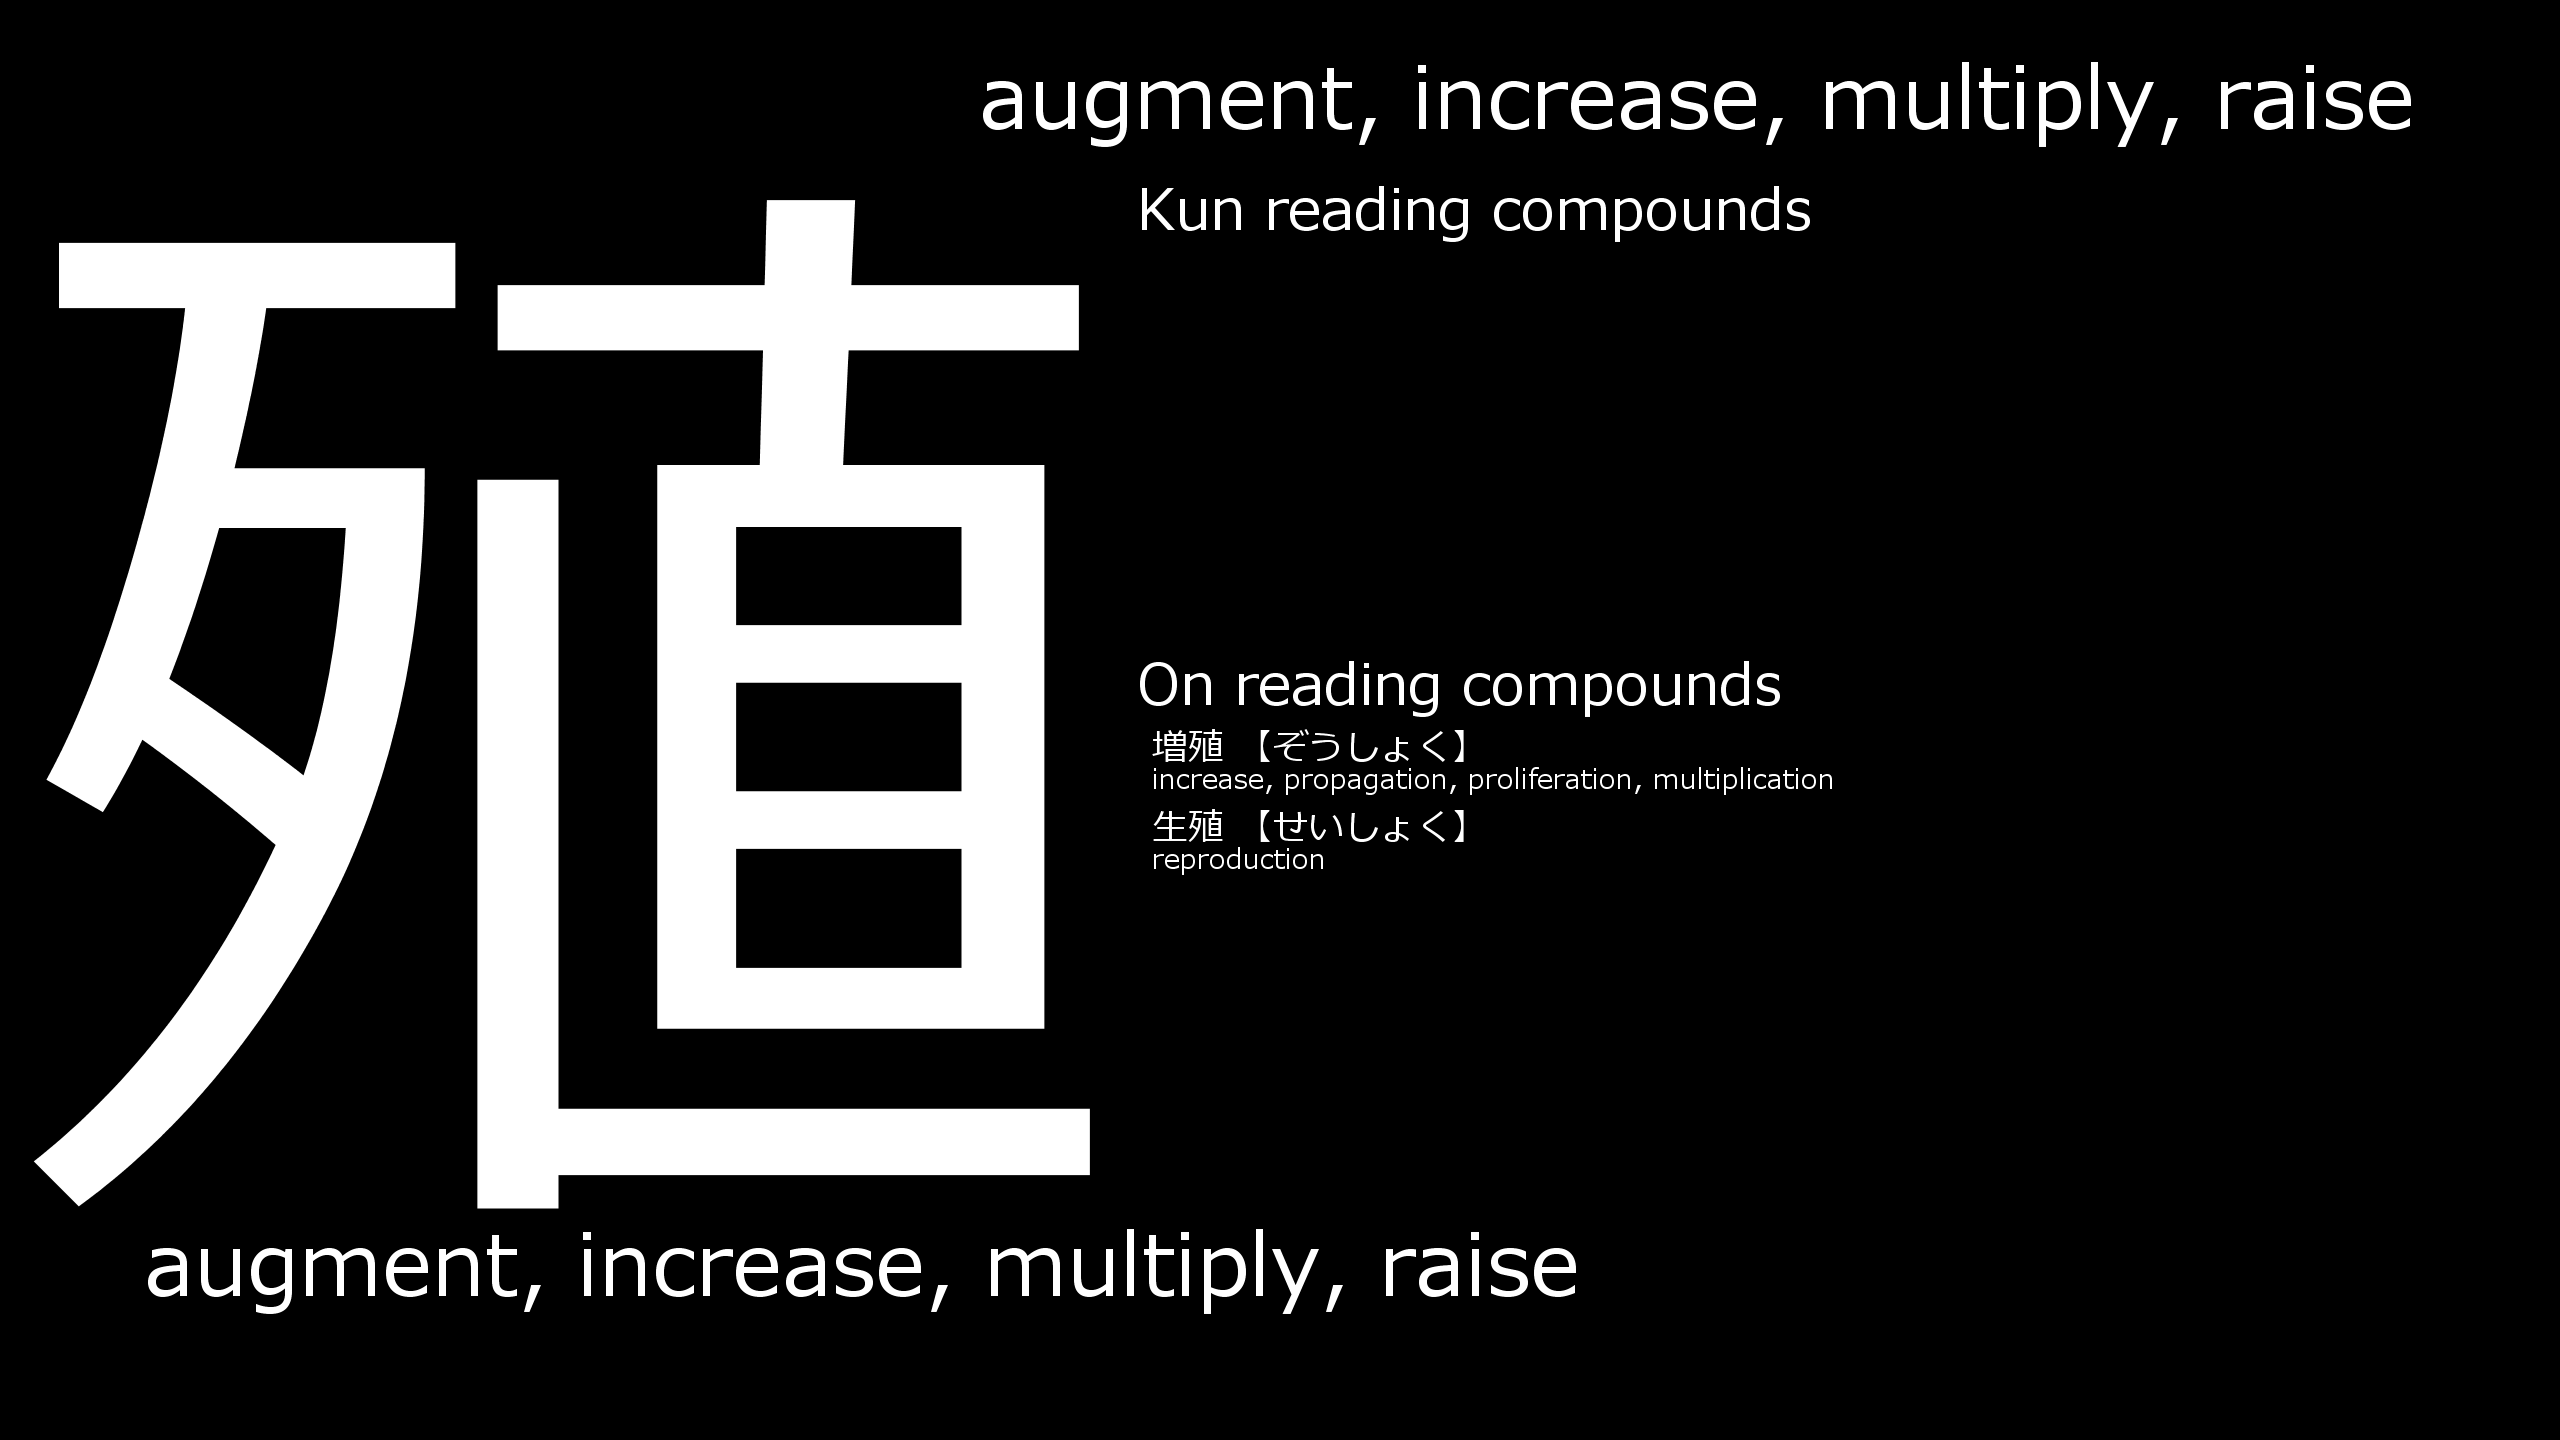 augment, increase, multiply, raise
殖
Kun reading compounds
On reading compounds
増殖 【ぞうしょく】
increase, propagation, proliferation, multiplication
生殖 【せいしょく】
reproduction
augment, increase, multiply, raise